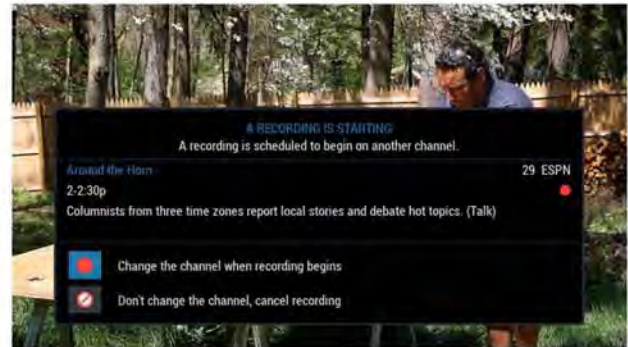 A RECORDING IS STARTING
A recording is scheduled to begin on another channel.
Around the Horn 29 ESPN
2-2:30p
Columnists from three time zones report local stories and debate hot topics. (Talk)
Change the channel when recording begins
Don't change the channel, cancel recording